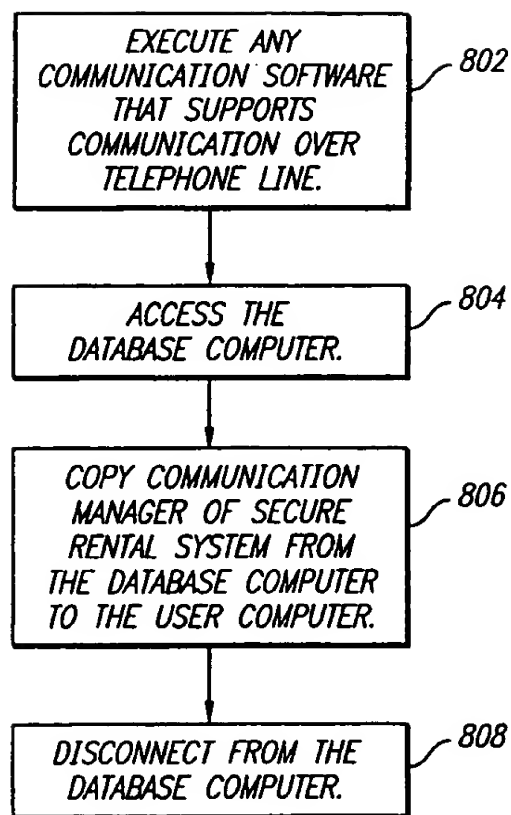 EXECUTE ANY
COMMUNICATION SOFTWARE
THAT SUPPORTS
COMMUNICATION OVER
TELEPHONE LINE.
802
ACCESS THE
DATABASE COMPUTER.
804
COPY COMMUNICATION
MANAGER OF SECURE
RENTAL SYSTEM FROM
THE DATABASE COMPUTER
TO THE USER COMPUTER.
806
DISCONNECT FROM THE
DATABASE COMPUTER.
808